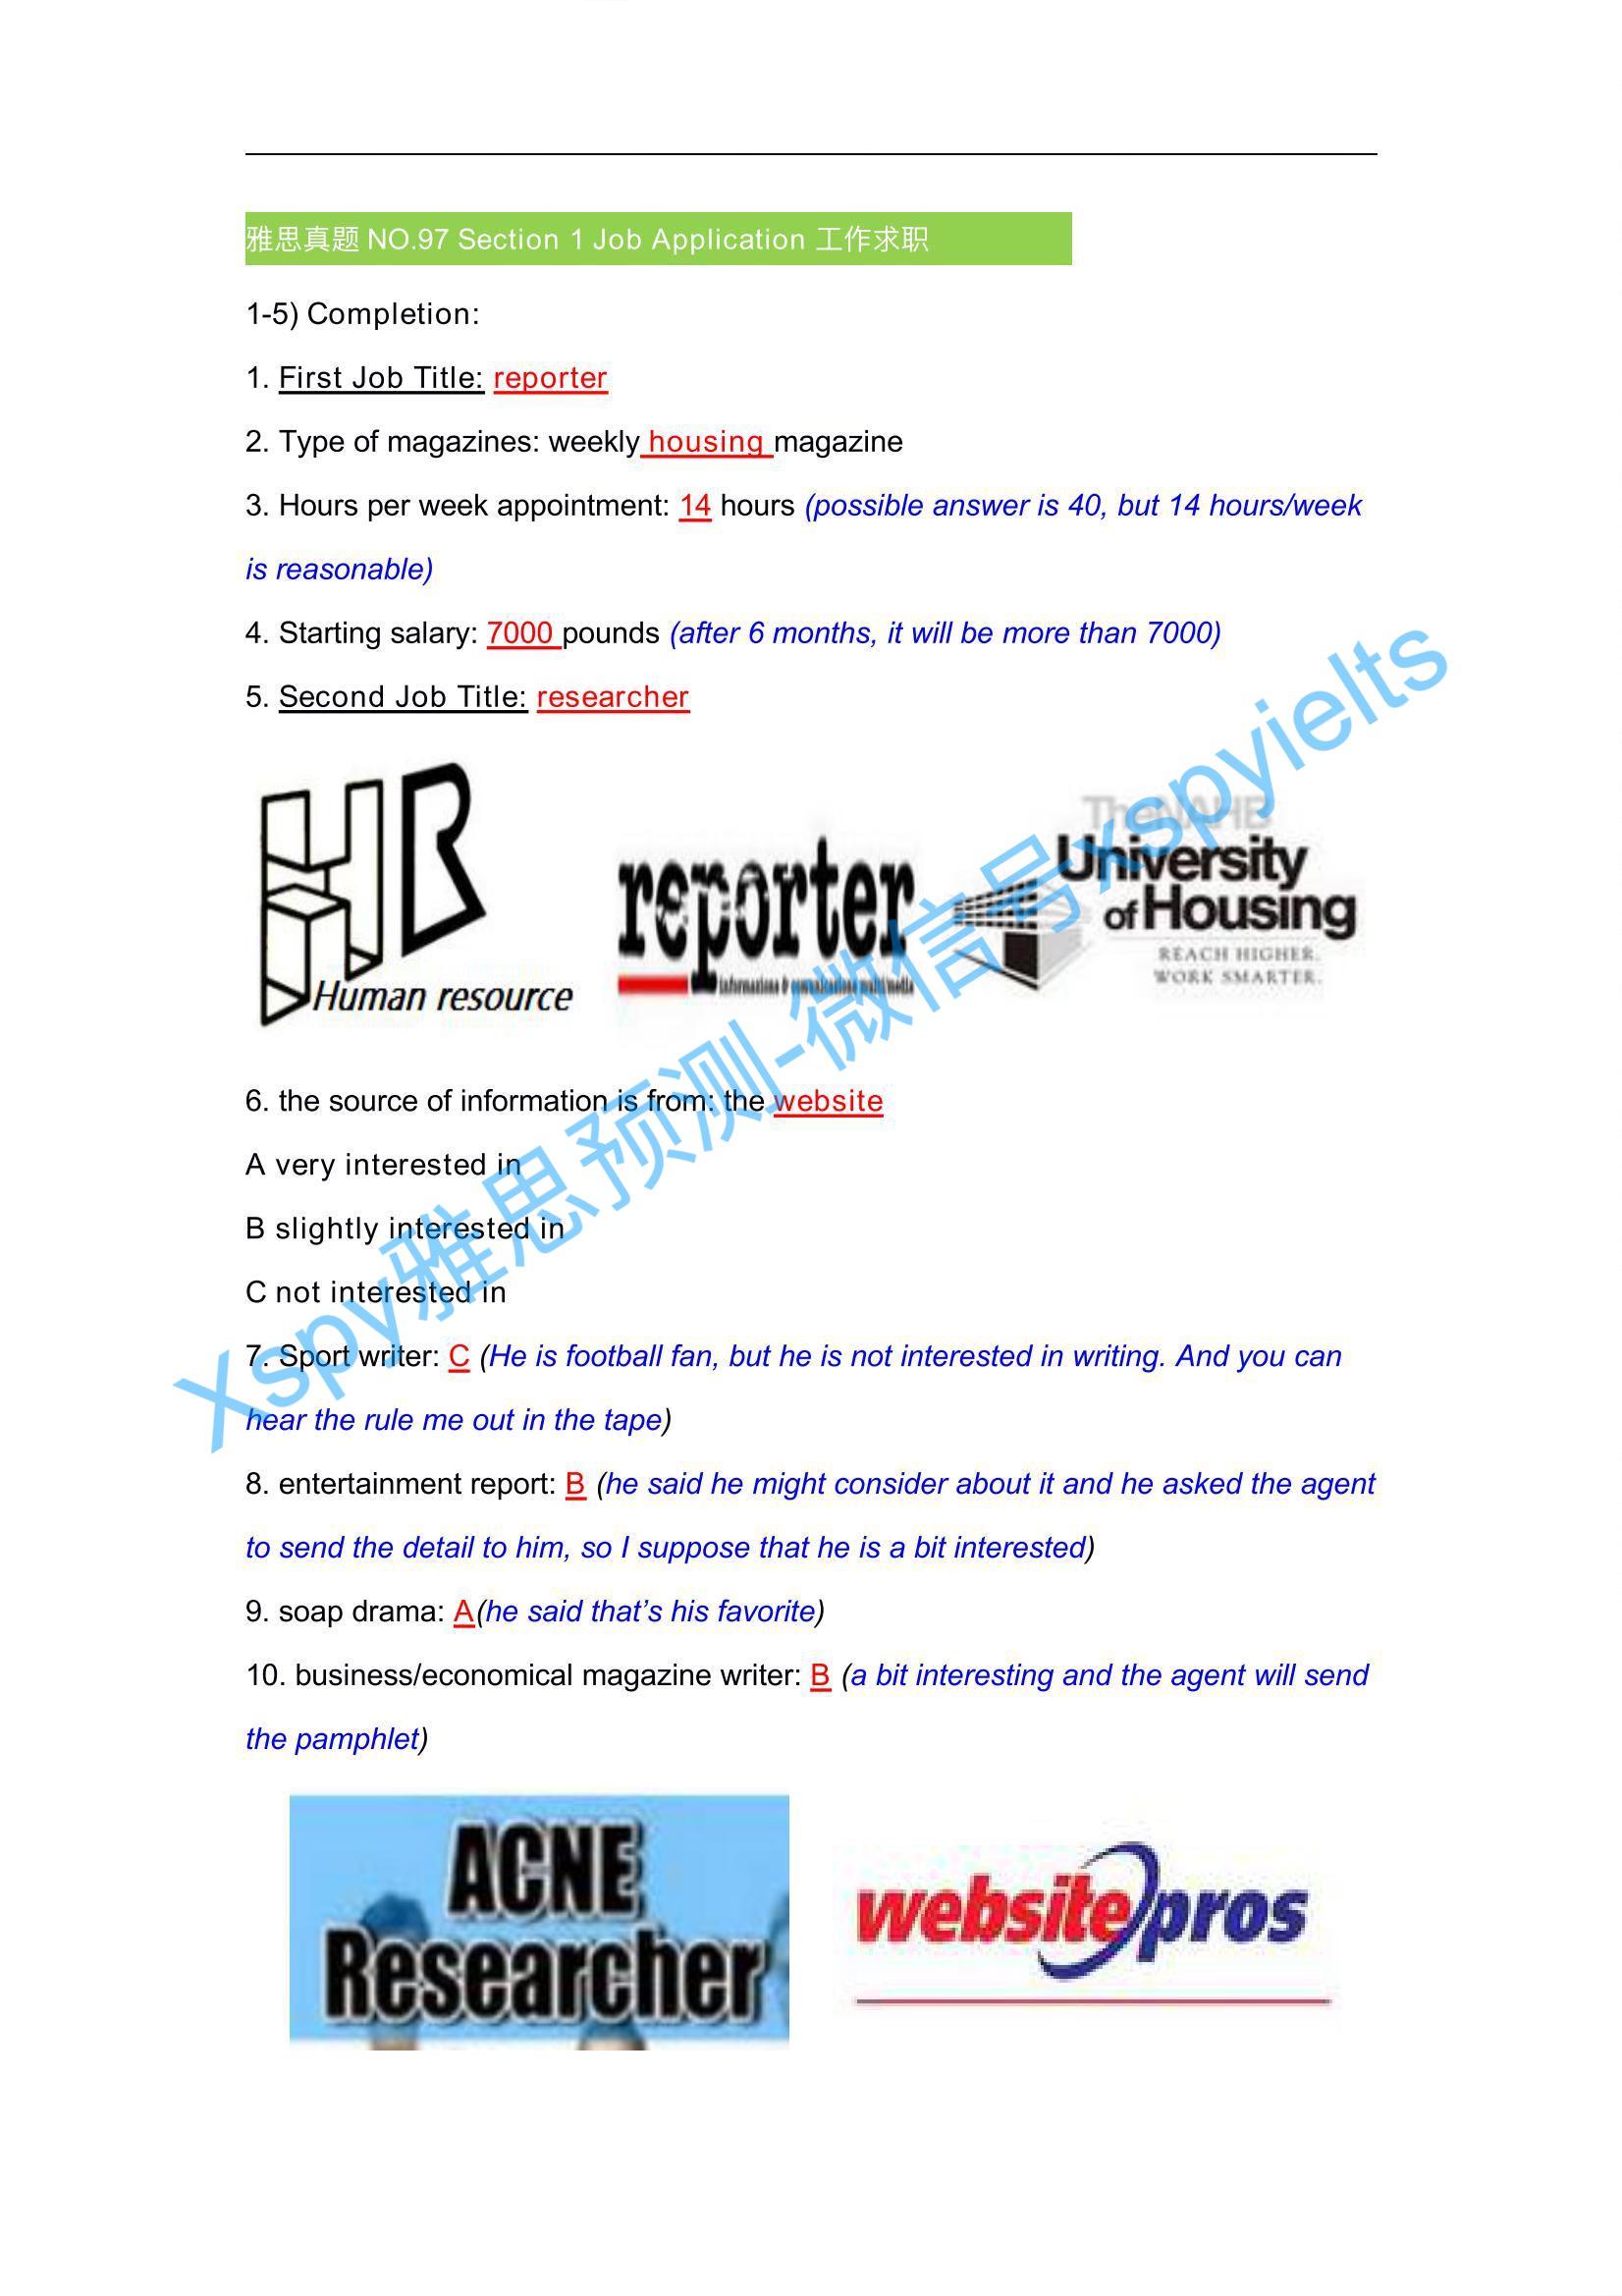 雅思真题 NO.97 Section 1 Job Application 工作求职
1-5) Completion:
1. First Job Title: reporter
2. Type of magazines: weekly housing magazine
3. Hours per week appointment: 14 hours (possible answer is 40, but 14 hours/week
is reasonable)
4. Starting salary: 7000 pounds (after 6 months, it will be more than 7000)
5. Second Job Title: researcher
HR
Human resource
reporter
informazione & comunicazione multimedia
TheNAHB
University
of Housing
REACH HIGHER.
WORK SMARTER.
6. the source of information is from: the website
A very interested in
B slightly interested in
C not interested in
7. Sport writer: C (He is football fan, but he is not interested in writing. And you can
hear the rule me out in the tape)
8. entertainment report: B (he said he might consider about it and he asked the agent
to send the detail to him, so I suppose that he is a bit interested)
9. soap drama: A(he said that’s his favorite)
10. business/economical magazine writer: B (a bit interesting and the agent will send
the pamphlet)
ACNE
Researcher
website pros
Xspy雅思预测-微信号xspyielts